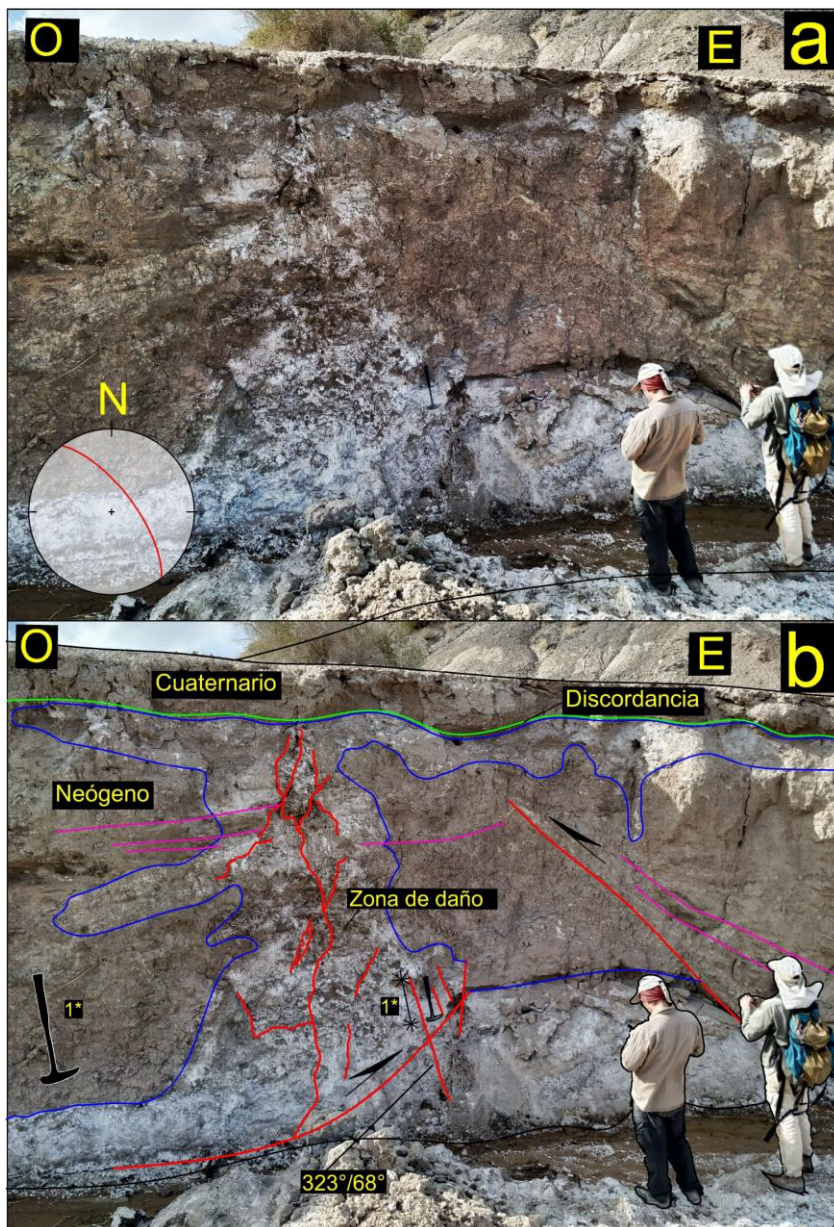 O
E
a
N
O
E
b
Cuaternario
Discordancia
Neógeno
Zona de daño
1*
1*
323°/68°